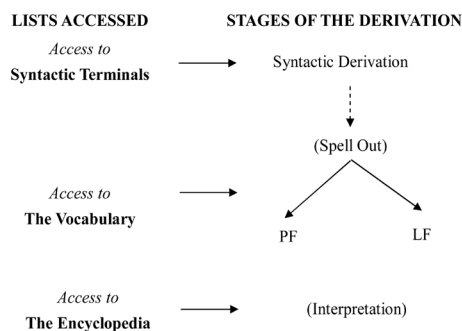 LISTS ACCESSED
STAGES OF THE DERIVATION
Access to
Syntactic Terminals
Syntactic Derivation
(Spell Out)
Access to
The Vocabulary
PF
LF
Access to
The Encyclopedia
(Interpretation)